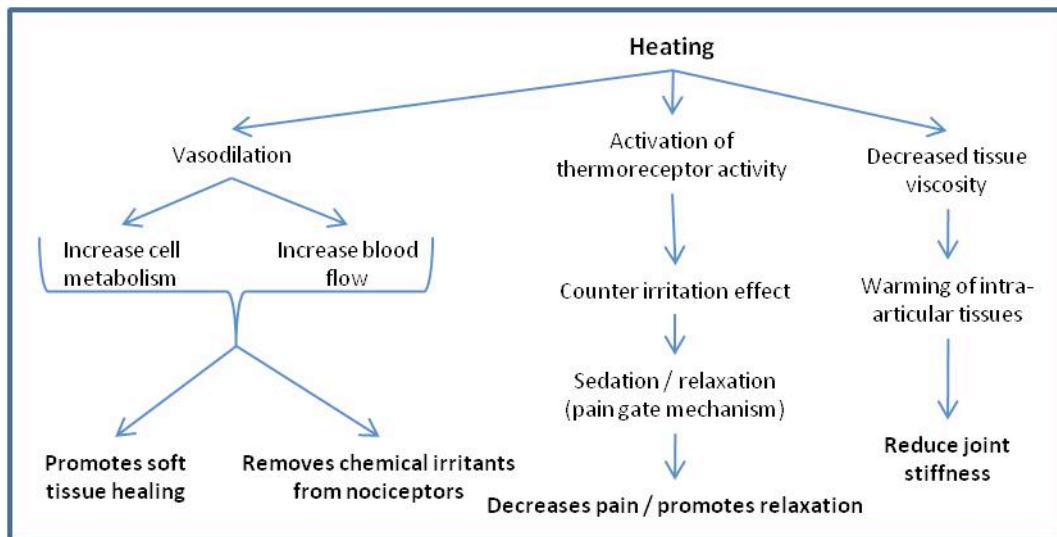 Heating
Vasodilation
Activation of
thermoreceptor activity
Decreased tissue
viscosity
Increase cell
metabolism
Increase blood
flow
Counter irritation effect
Warming of intra-
articular tissues
Sedation / relaxation
(pain gate mechanism)
Promotes soft
tissue healing
Removes chemical irritants
from nociceptors
Decreases pain / promotes relaxation
Reduce joint
stiffness